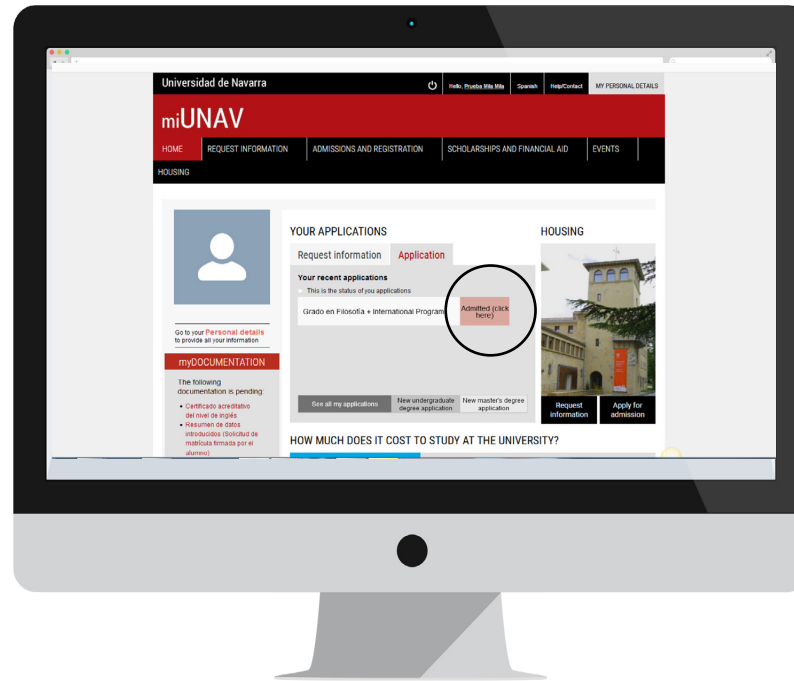 Universidad de Navarra
Hello, Prueba Mila Mila
Spanish
Help/Contact
MY PERSONAL DETAILS
miUNAV
HOME
REQUEST INFORMATION
ADMISSIONS AND REGISTRATION
SCHOLARSHIPS AND FINANCIAL AID
EVENTS
HOUSING
Go to your Personal details
to provide all your information
myDOCUMENTATION
The following
documentation is pending:
Certificado acreditativo
del nivel de inglés
Resumen de datos
introducidos (Solicitud de
matrícula firmada por el
alumno)
YOUR APPLICATIONS
Request information
Application
Your recent applications
This is the status of you applications
Grado en Filosofía + International Program
Admitted (click
here)
See all my applications
New undergraduate
degree application
New master's degree
application
HOUSING
Request
information
Apply for
admission
HOW MUCH DOES IT COST TO STUDY AT THE UNIVERSITY?